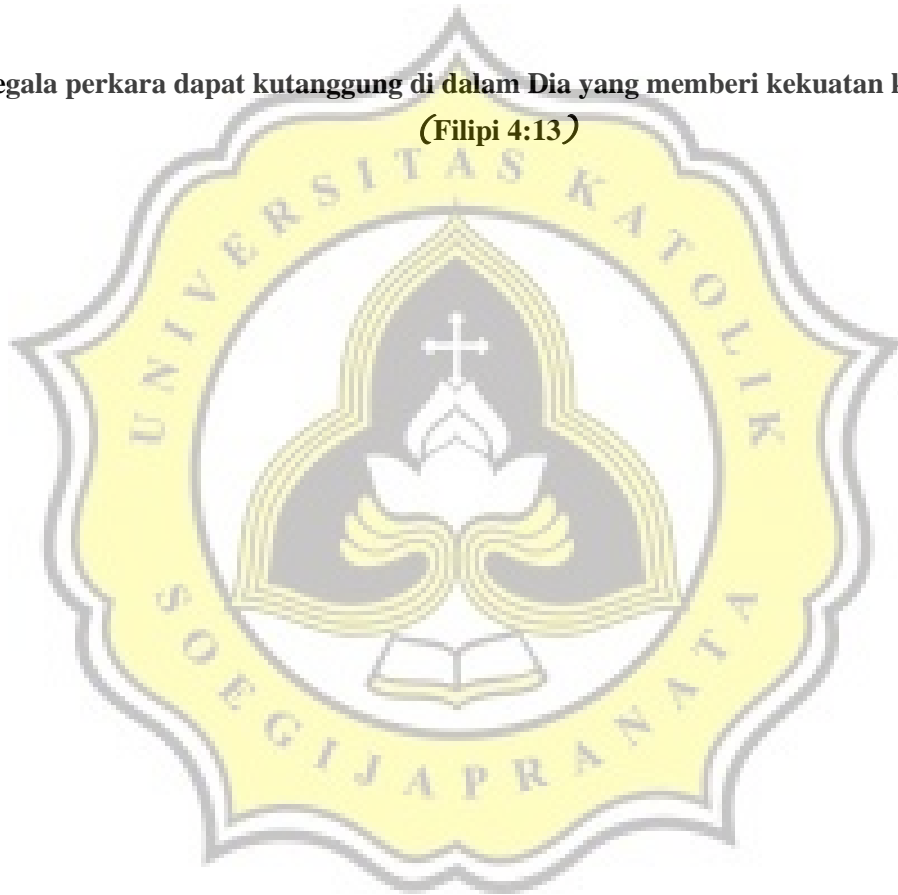 egala perkara dapat kutanggung di dalam Dia yang memberi kekuatan k
(Filipi 4:13)
UNIVERSITAS KATOLIK
SOEGIJAPRANATA